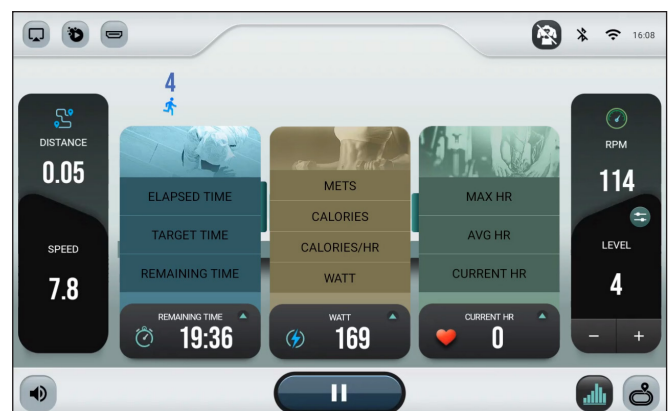 16:08
4
DISTANCE
0.05
SPEED
7.8
ELAPSED TIME
TARGET TIME
REMAINING TIME
REMAINING TIME
19:36
METS
CALORIES
CALORIES/HR
WATT
WATT
169
MAX HR
AVG HR
CURRENT HR
CURRENT HR
0
RPM
114
LEVEL
4
− +